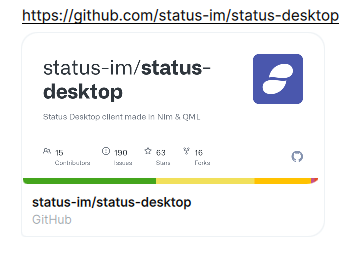 https://github.com/status-im/status-desktop
status-im/status-
desktop
Status Desktop client made in Nim & QML
15
Contributors
190
Issues
63
Stars
16
Forks
status-im/status-desktop
GitHub